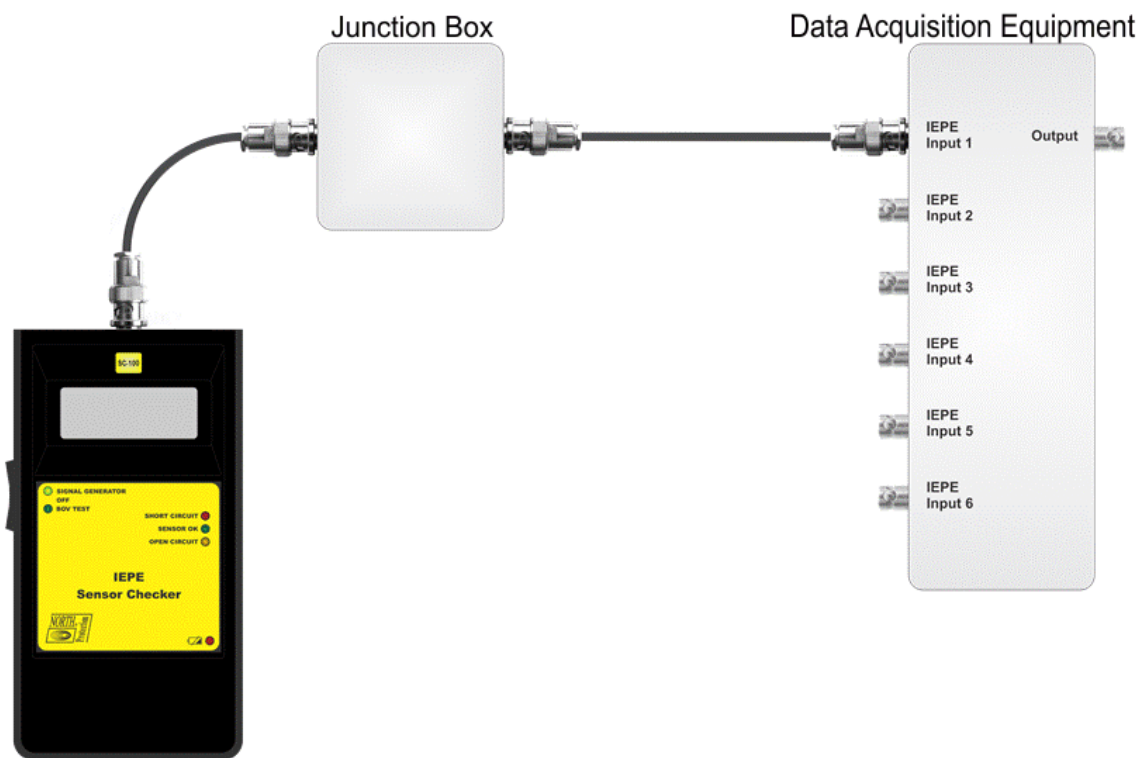 Junction Box
Data Acquisition Equipment
IEPE
Input 1
Output
IEPE
Input 2
IEPE
Input 3
IEPE
Input 4
IEPE
Input 5
IEPE
Input 6
SC-100
SIGNAL GENERATOR
OFF
BOV TEST
SHORT CIRCUIT
SENSOR OK
OPEN CIRCUIT
IEPE
Sensor Checker
NORTH-
Protection